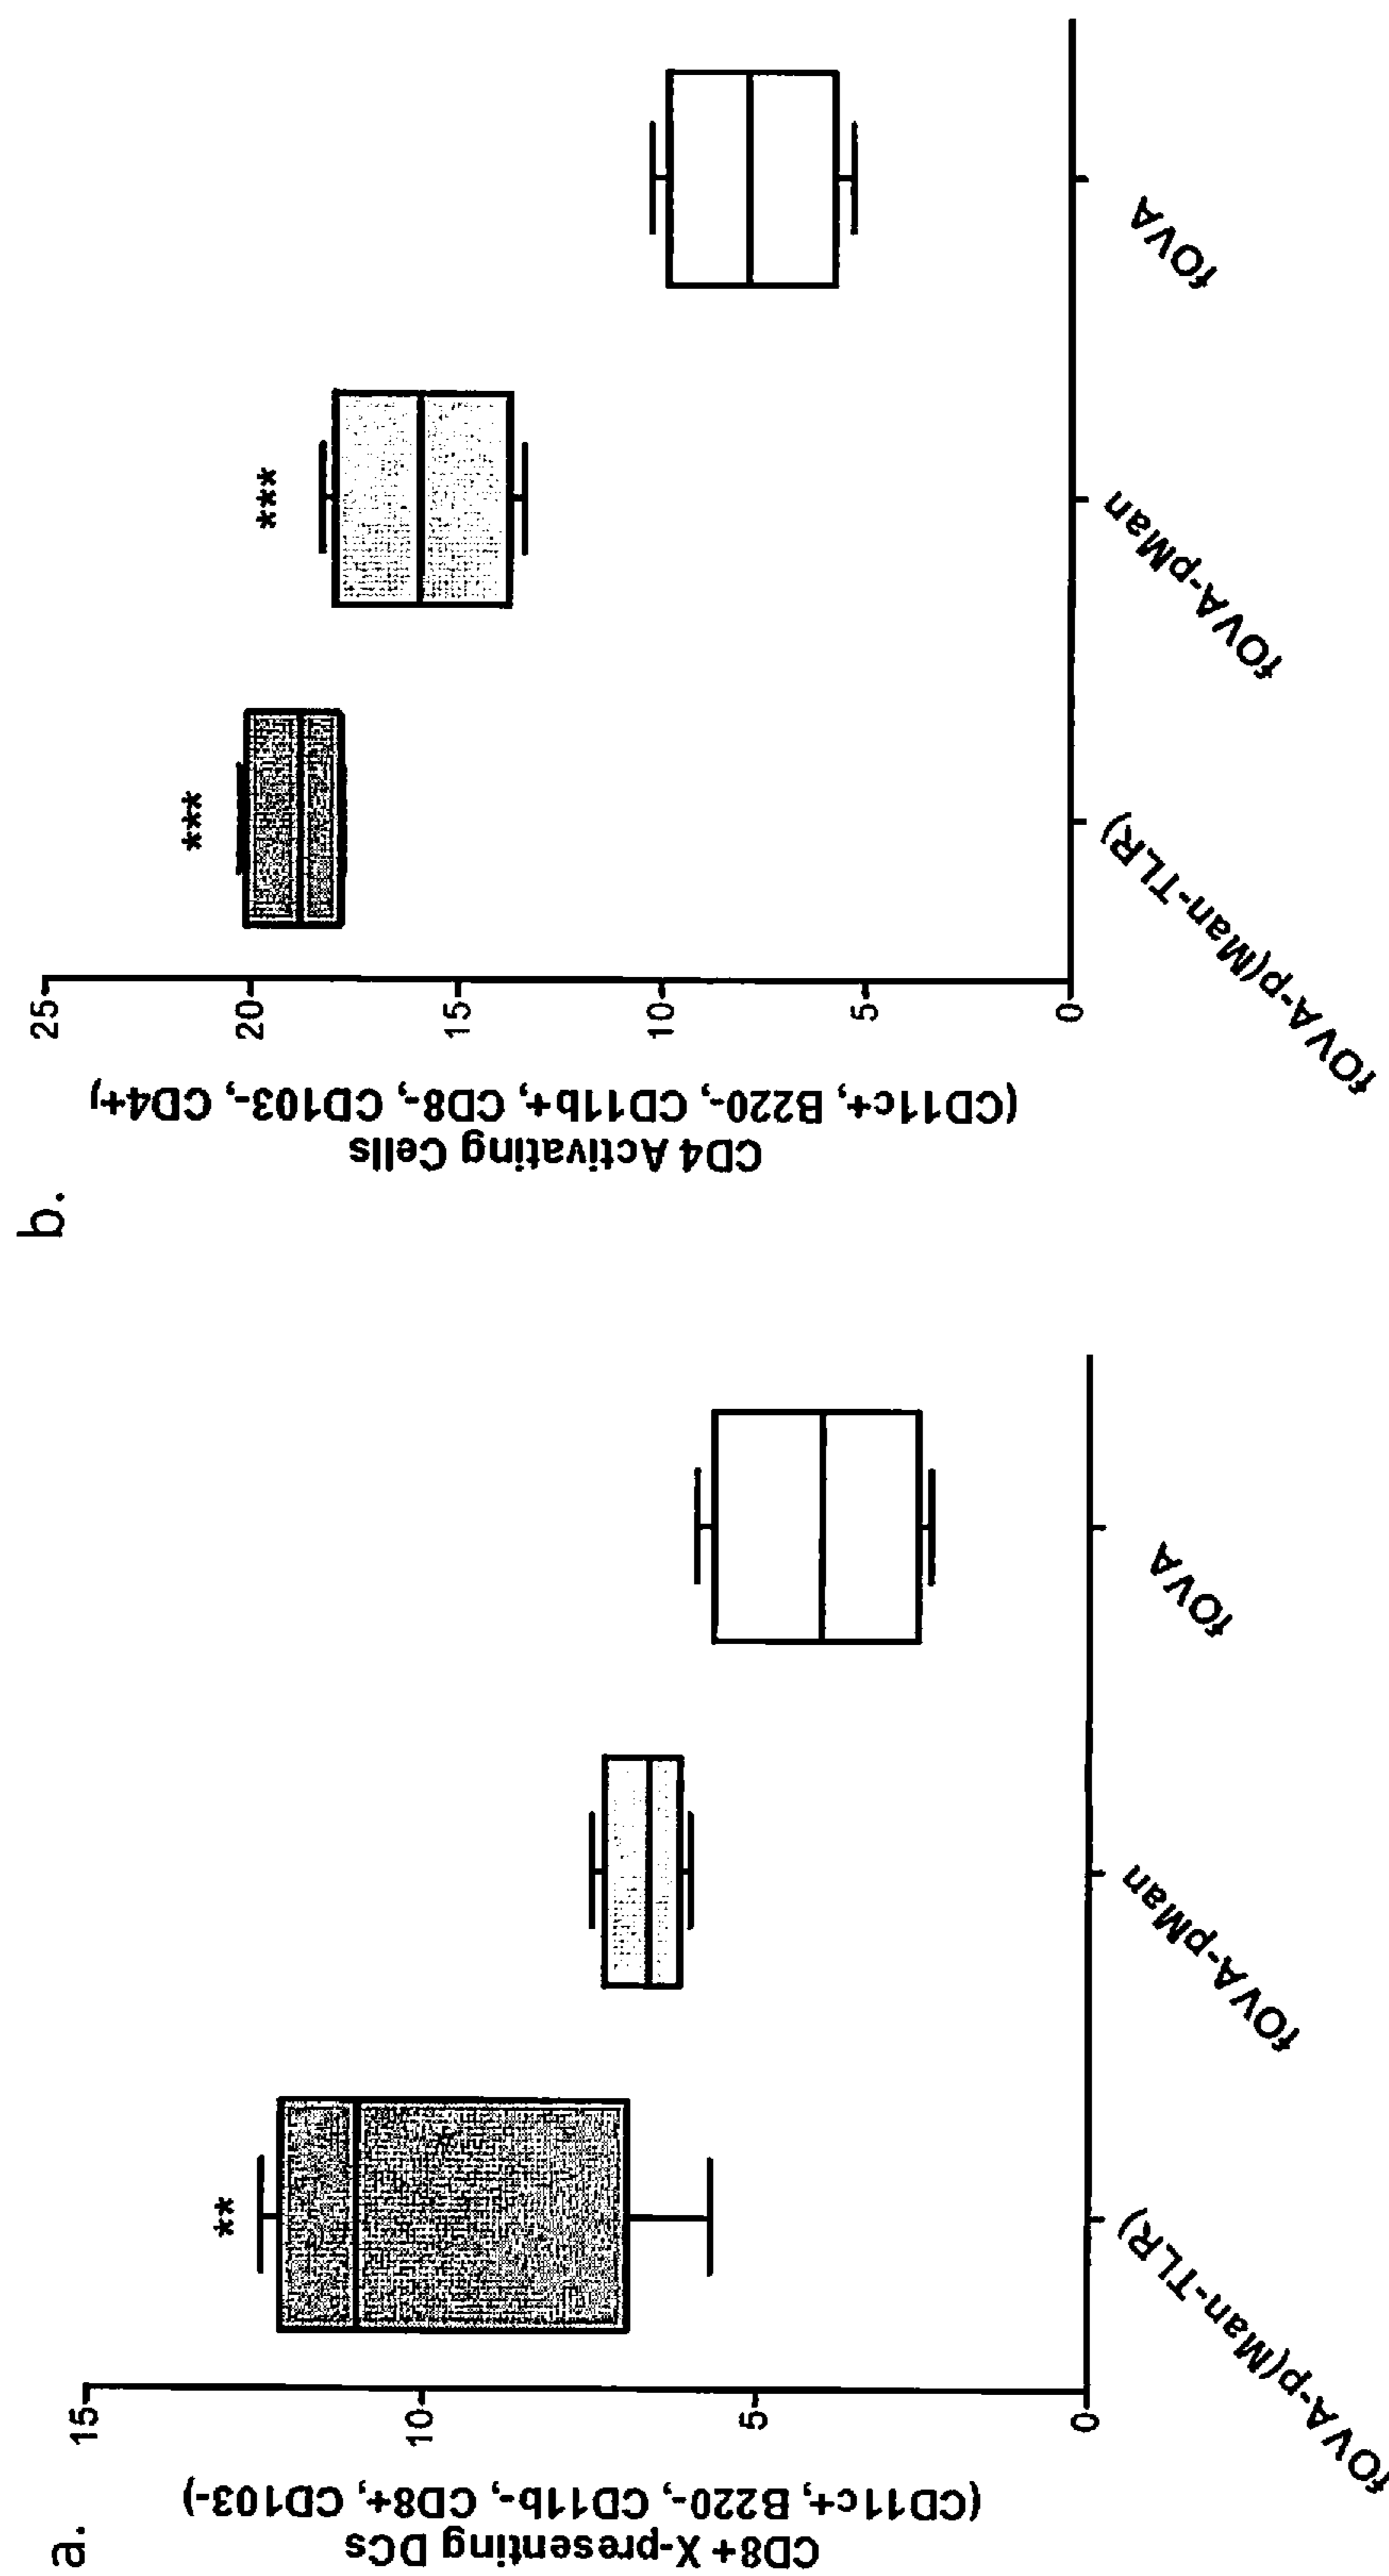 a.
CD8+ X-presenting DCs
(CD11c+, B220-, CD11b-, CD8+, CD103-)
15
10
5
0
**
fOVA-p(Man-TLR)
fOVA-pMan
fOVA
b.
CD4 Activating Cells
(CD11c+, B220-, CD11b+, CD8-, CD103-, CD4+)
25
20
15
10
5
0
***
***
fOVA-p(Man-TLR)
fOVA-pMan
fOVA